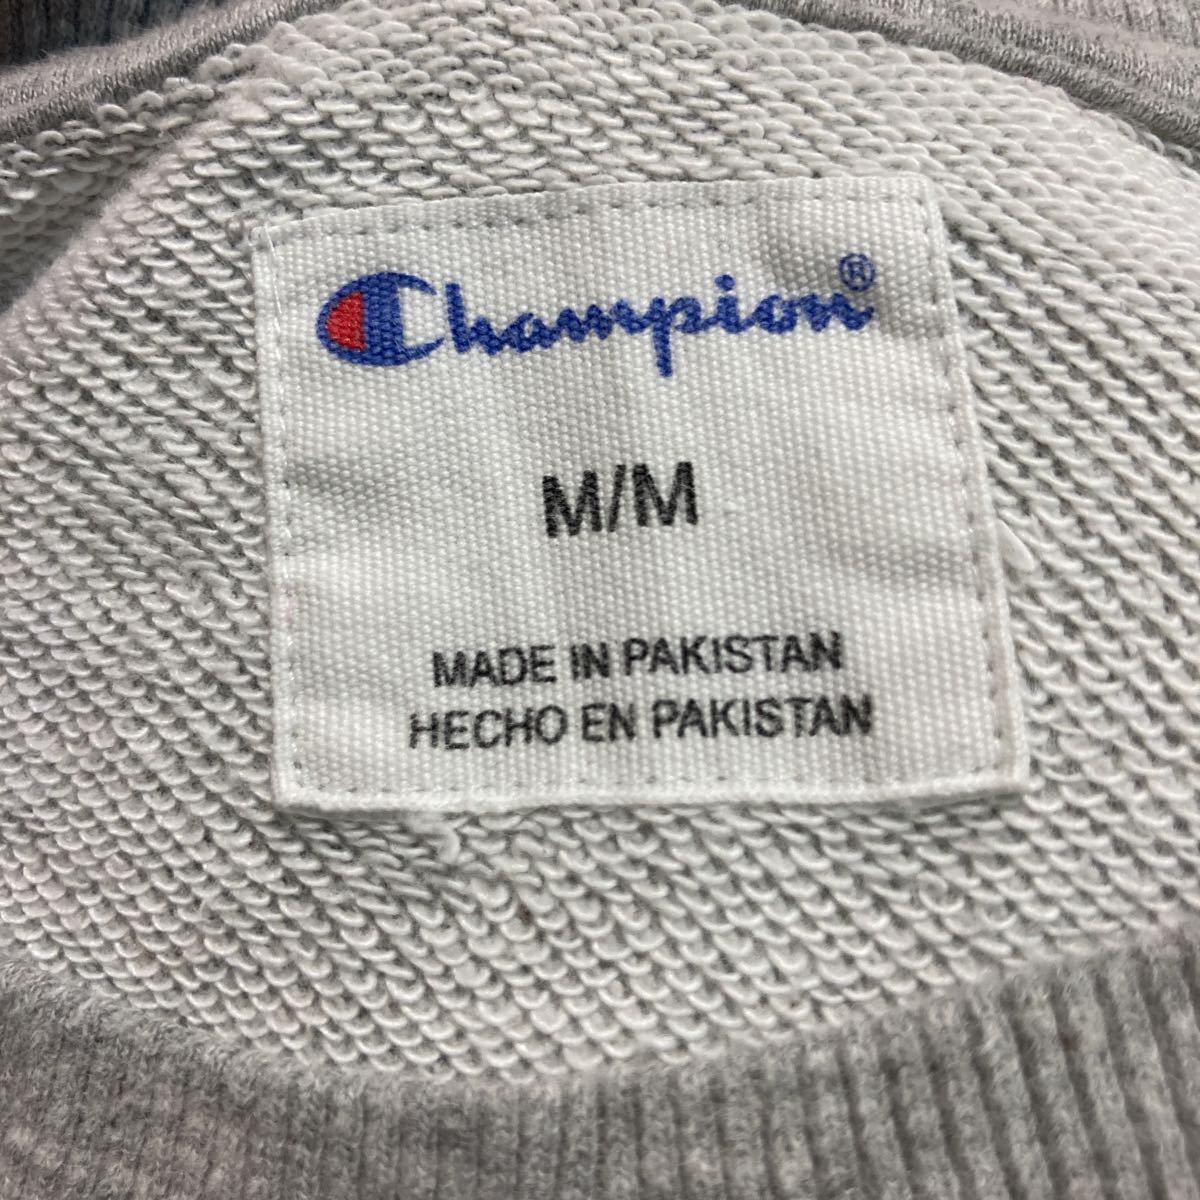 Champion®
M/M
MADE IN PAKISTAN
HECHO EN PAKISTAN